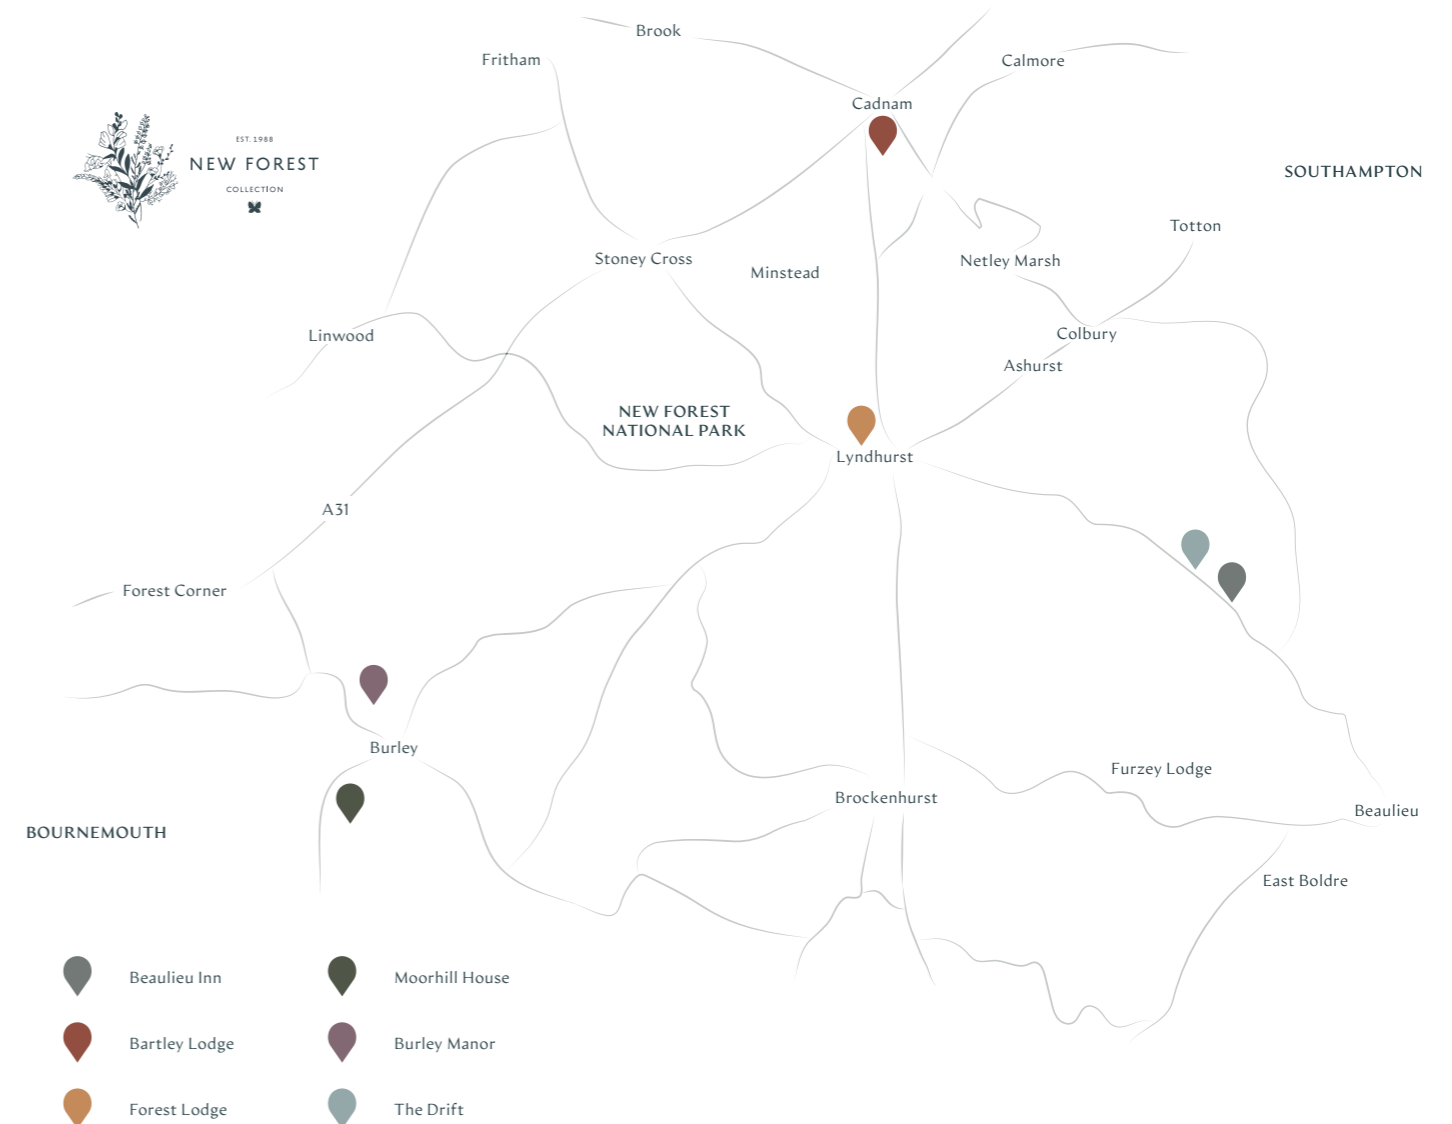 Brook
Fritham
Calmore
Cadnam
EST. 1988
NEW FOREST
COLLECTION
SOUTHAMPTON
Totton
Stoney Cross
Minstead
Netley Marsh
Linwood
Colbury
Ashurst
NEW FOREST
NATIONAL PARK
Lyndhurst
A31
Forest Corner
Burley
Furzey Lodge
Brockenhurst
Beaulieu
BOURNEMOUTH
East Boldre
Beaulieu Inn
Moorhill House
Bartley Lodge
Burley Manor
Forest Lodge
The Drift